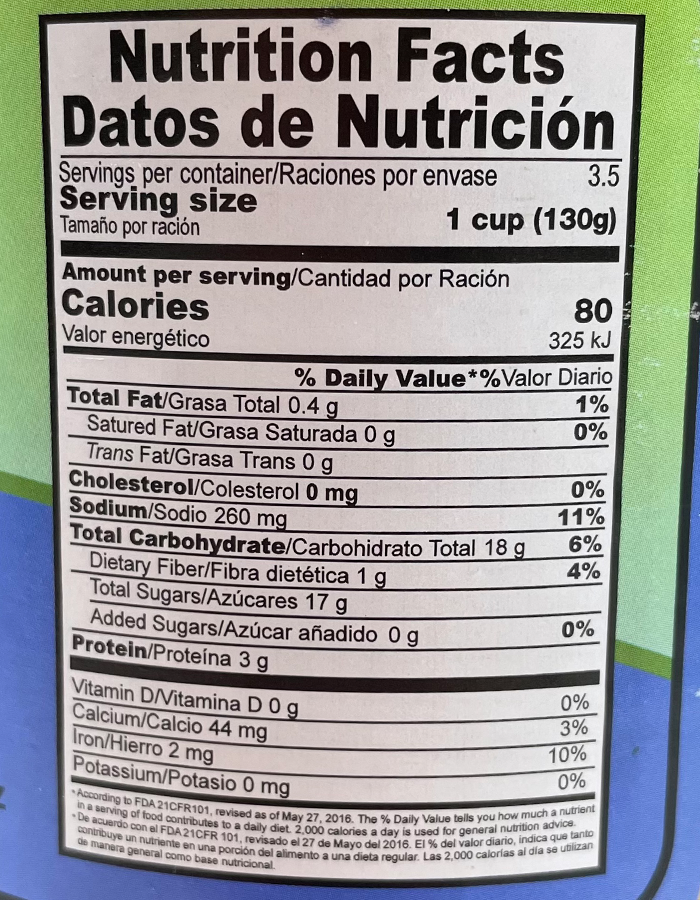 Nutrition Facts
Datos de Nutrición
Servings per container/Raciones por envase 3.5
Serving size
Tamaño por ración 1 cup (130g)
Amount per serving/Cantidad por Ración
Calories 80
Valor energético 325 kJ
% Daily Value*%Valor Diario
Total Fat/Grasa Total 0.4 g 1%
Satured Fat/Grasa Saturada 0 g 0%
Trans Fat/Grasa Trans 0 g
Cholesterol/Colesterol 0 mg 0%
Sodium/Sodio 260 mg 11%
Total Carbohydrate/Carbohidrato Total 18 g 6%
Dietary Fiber/Fibra dietética 1 g 4%
Total Sugars/Azúcares 17 g
Added Sugars/Azúcar añadido 0 g 0%
Protein/Proteína 3 g
Vitamin D/Vitamina D 0 g 0%
Calcium/Calcio 44 mg 3%
Iron/Hierro 2 mg 10%
Potassium/Potasio 0 mg 0%
*According to FDA 21CFR101, revised as of May 27, 2016. The % Daily Value tells you how much a nutrient
in a serving of food contributes to a daily diet. 2,000 calories a day is used for general nutrition advice.
*De acuerdo con el FDA 21CFR 101, revisado el 27 de Mayo del 2016. El % del valor diario, indica que tanto
contribuye un nutriente en una porción del alimento a una dieta regular. Las 2,000 calorías al día se utilizan
de manera general como base nutricional.